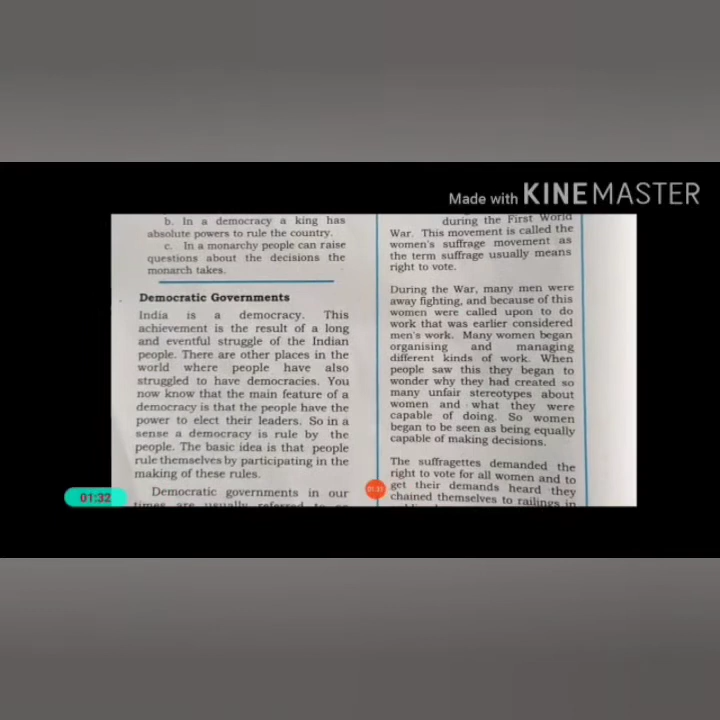 Made with KINEMASTER
b. In a democracy a king has
absolute powers to rule the country.
c. In a monarchy people can raise
questions about the decisions the
monarch takes.
Democratic Governments
India is a democracy. This
achievement is the result of a long
and eventful struggle of the Indian
people. There are other places in the
world where people have also
struggled to have democracies. You
now know that the main feature of a
democracy is that the people have the
power to elect their leaders. So in a
sense a democracy is rule by the
people. The basic idea is that people
rule themselves by participating in the
making of these rules.
Democratic governments in our
times are usually referred to as
during the First World
War. This movement is called the
women's suffrage movement as
the term suffrage usually means
right to vote.
During the War, many men were
away fighting, and because of this
women were called upon to do
work that was earlier considered
men's work. Many women began
organising and managing
different kinds of work. When
people saw this they began to
wonder why they had created so
many unfair stereotypes about
women and what they were
capable of doing. So women
began to be seen as being equally
capable of making decisions.
The suffragettes demanded the
right to vote for all women and to
get their demands heard they
chained themselves to railings in
01:32
01:31